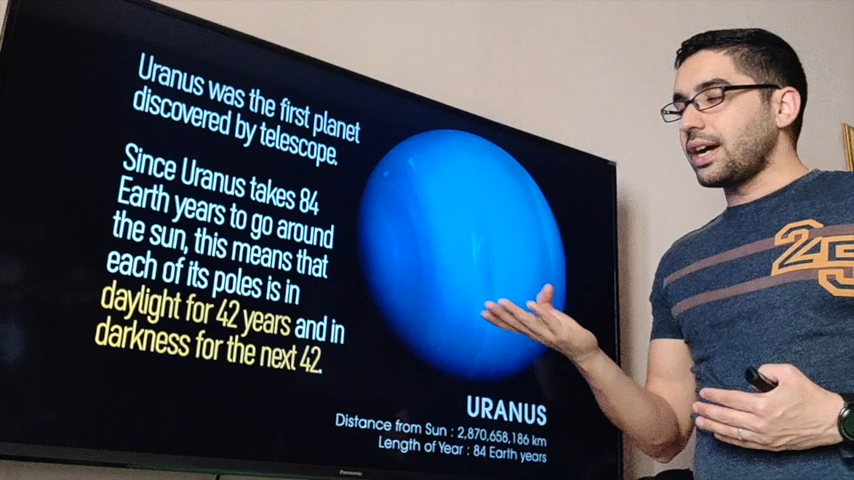 Uranus was the first planet
discovered by telescope.
Since Uranus takes 84
Earth years to go around
the sun, this means that
each of its poles is in
daylight for 42 years and in
darkness for the next 42.
URANUS
Distance from Sun : 2,870,658,186 km
Length of Year : 84 Earth years
Panasonic